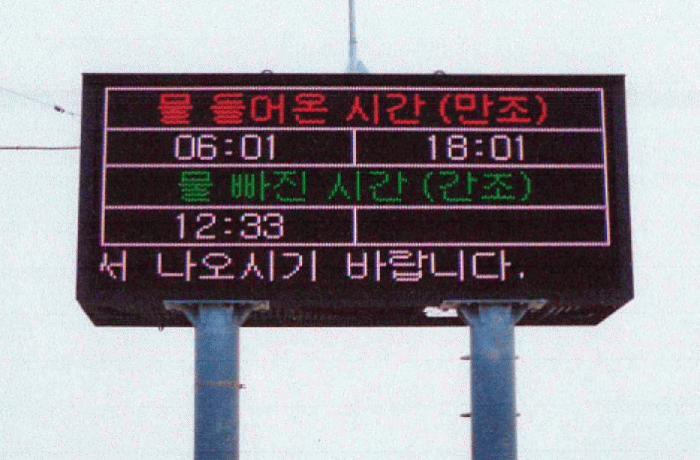 물 들어온 시간 (만조)
06:01 18:01
물 빠진 시간 (간조)
12:33
서 나오시기 바랍니다.